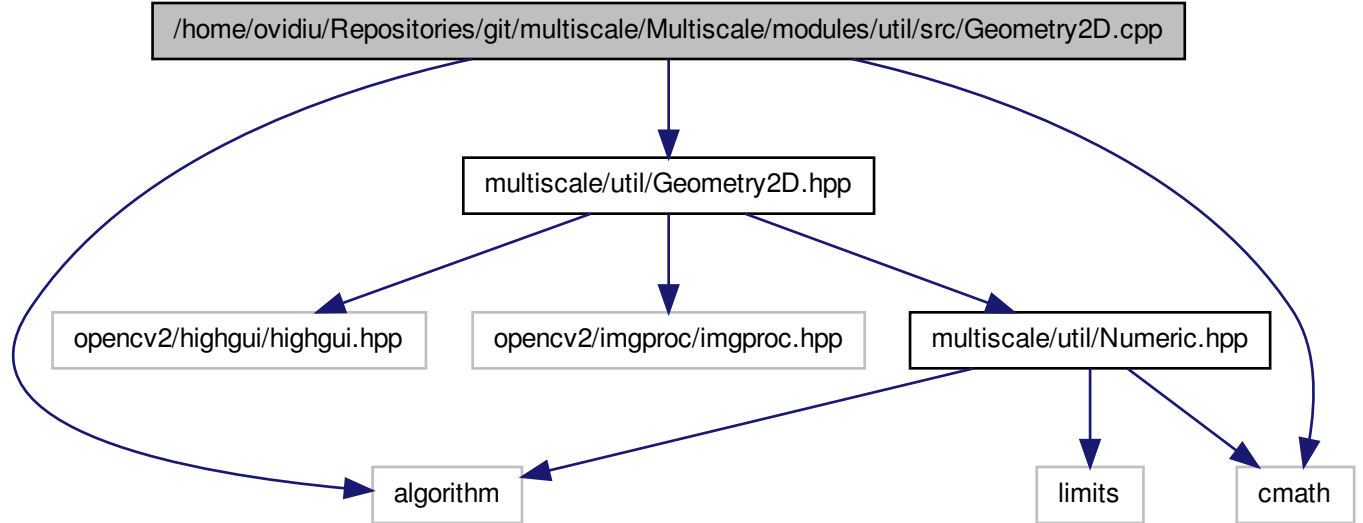 /home/ovidiu/Repositories/git/multiscale/Multiscale/modules/util/src/Geometry2D.cpp
multiscale/util/Geometry2D.hpp
opencv2/highgui/highgui.hpp
opencv2/imgproc/imgproc.hpp
multiscale/util/Numeric.hpp
algorithm
limits
cmath